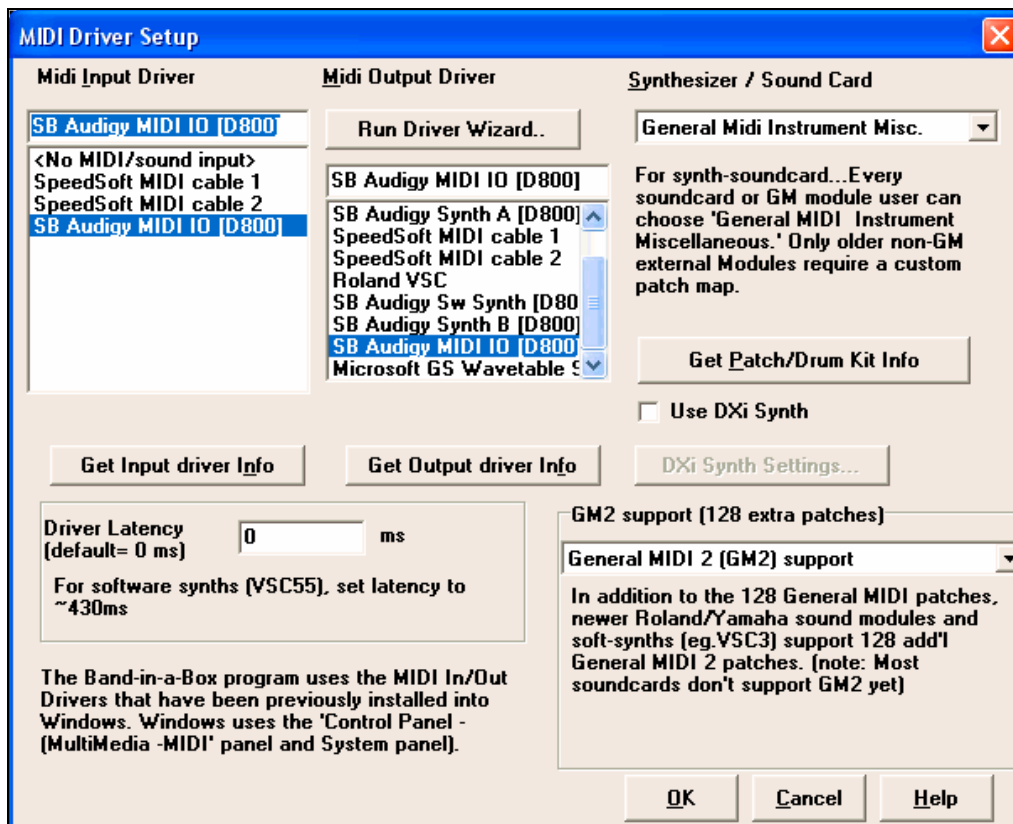 MIDI Driver Setup
Midi Input Driver
SB Audigy MIDI IO [D800]
<No MIDI/sound input>
SpeedSoft MIDI cable 1
SpeedSoft MIDI cable 2
SB Audigy MIDI IO [D800]
Midi Output Driver
Run Driver Wizard..
SB Audigy MIDI IO [D800]
SB Audigy Synth A [D800]
SpeedSoft MIDI cable 1
SpeedSoft MIDI cable 2
Roland VSC
SB Audigy Sw Synth [D80
SB Audigy Synth B [D800]
SB Audigy MIDI IO [D800]
Microsoft GS Wavetable S
Synthesizer / Sound Card
General Midi Instrument Misc.
For synth-soundcard...Every
soundcard or GM module user can
choose 'General MIDI Instrument
Miscellaneous.' Only older non-GM
external Modules require a custom
patch map.
Get Patch/Drum Kit Info
Use DXi Synth
Get Input driver Info
Get Output driver Info
DXi Synth Settings...
Driver Latency
(default= 0 ms)
0
ms
For software synths (VSC55), set latency to
~430ms
The Band-in-a-Box program uses the MIDI In/Out
Drivers that have been previously installed into
Windows. Windows uses the 'Control Panel -
(MultiMedia -MIDI' panel and System panel).
GM2 support (128 extra patches)
General MIDI 2 (GM2) support
In addition to the 128 General MIDI patches,
newer Roland/Yamaha sound modules and
soft-synths (eg.VSC3) support 128 add'l
General MIDI 2 patches. (note: Most
soundcards don't support GM2 yet)
OK
Cancel
Help